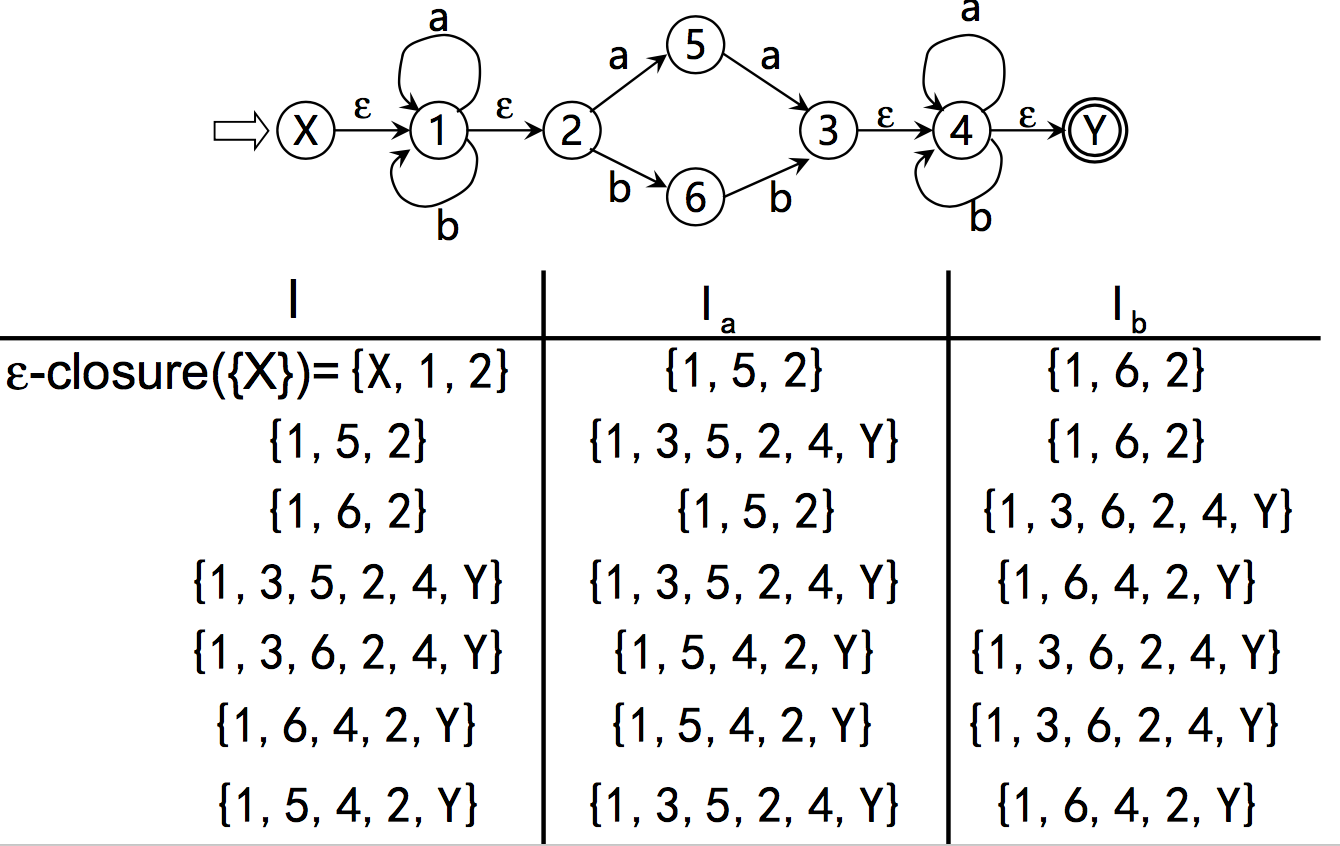 a a
5
a a
ε ε ε ε
X 1 2 3 4 Y
b 6 b
b b
I I a I b
ε-closure({X})= {X, 1, 2} {1, 5, 2} {1, 6, 2}
{1, 5, 2} {1, 3, 5, 2, 4, Y} {1, 6, 2}
{1, 6, 2} {1, 5, 2} {1, 3, 6, 2, 4, Y}
{1, 3, 5, 2, 4, Y} {1, 3, 5, 2, 4, Y} {1, 6, 4, 2, Y}
{1, 3, 6, 2, 4, Y} {1, 5, 4, 2, Y} {1, 3, 6, 2, 4, Y}
{1, 6, 4, 2, Y} {1, 5, 4, 2, Y} {1, 3, 6, 2, 4, Y}
{1, 5, 4, 2, Y} {1, 3, 5, 2, 4, Y} {1, 6, 4, 2, Y}